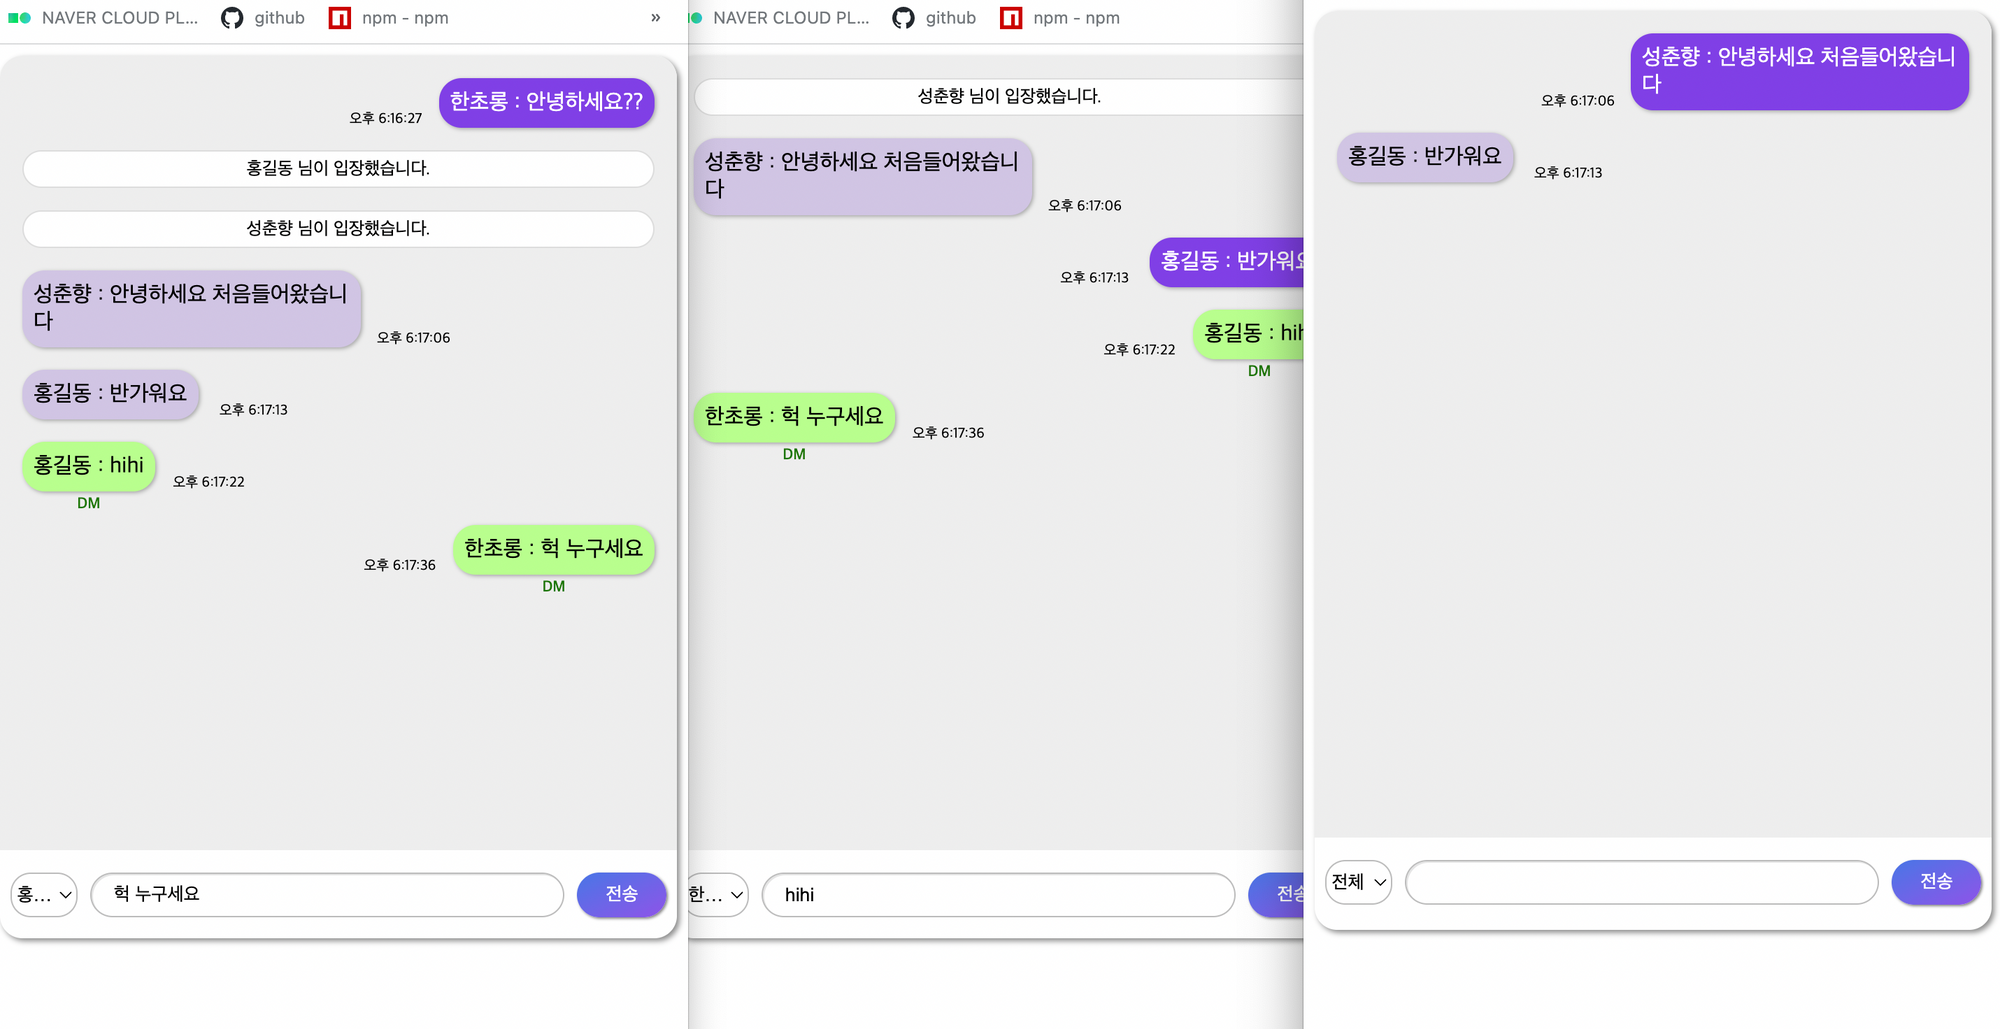 NAVER CLOUD PL...
github
npm - npm
»
한초롱 : 안녕하세요??
오후 6:16:27
홍길동 님이 입장했습니다.
성춘향 님이 입장했습니다.
성춘향 : 안녕하세요 처음들어왔습니
다
오후 6:17:06
홍길동 : 반가워요
오후 6:17:13
홍길동 : hihi
오후 6:17:22
DM
한초롱 : 헉 누구세요
오후 6:17:36
DM
홍...
헉 누구세요
전송
NAVER CLOUD PL...
github
npm - npm
성춘향 님이 입장했습니다.
성춘향 : 안녕하세요 처음들어왔습니
다
오후 6:17:06
홍길동 : 반가워요
오후 6:17:13
홍길동 : hih
오후 6:17:22
DM
한초롱 : 헉 누구세요
오후 6:17:36
DM
한...
hihi
전송
성춘향 : 안녕하세요 처음들어왔습니
다
오후 6:17:06
홍길동 : 반가워요
오후 6:17:13
전체
전송